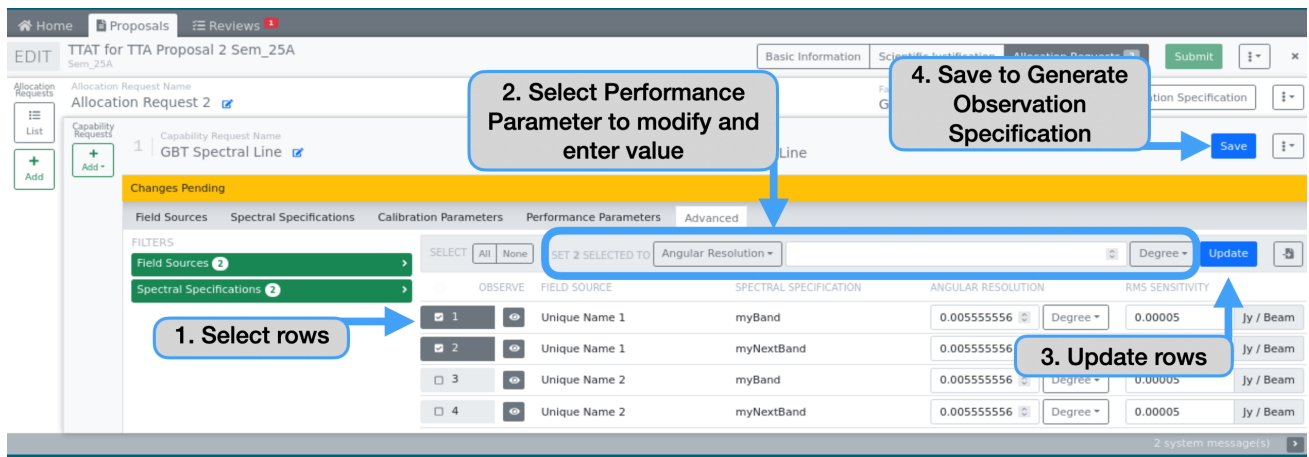 Home Proposals Reviews 1
EDIT TTAT for TTA Proposal 2 Sem_25A Basic Information Submit
Sem_25A
Allocation Requests
List
Add
Allocation Request Name
Allocation Request 2
Capability Requests
Add
1 Capability Request Name
GBT Spectral Line
Line
Save
2. Select Performance
Parameter to modify and
enter value
4. Save to Generate
Observation
Specification
Changes Pending
Field Sources Spectral Specifications Calibration Parameters Performance Parameters Advanced
FILTERS
Field Sources 2
Spectral Specifications 2
SELECT All None SET 2 SELECTED TO Angular Resolution Degree Update
OBSERVE FIELD SOURCE SPECTRAL SPECIFICATION ANGULAR RESOLUTION RMS SENSITIVITY
1 Unique Name 1 myBand 0.005555556 Degree 0.00005 Jy / Beam
2 Unique Name 1 myNextBand 0.005555556 Jy / Beam
3 Unique Name 2 myBand 0.005555556 Degree 0.00005 Jy / Beam
4 Unique Name 2 myNextBand 0.005555556 Degree 0.00005 Jy / Beam
1. Select rows
3. Update rows
2 system message(s)